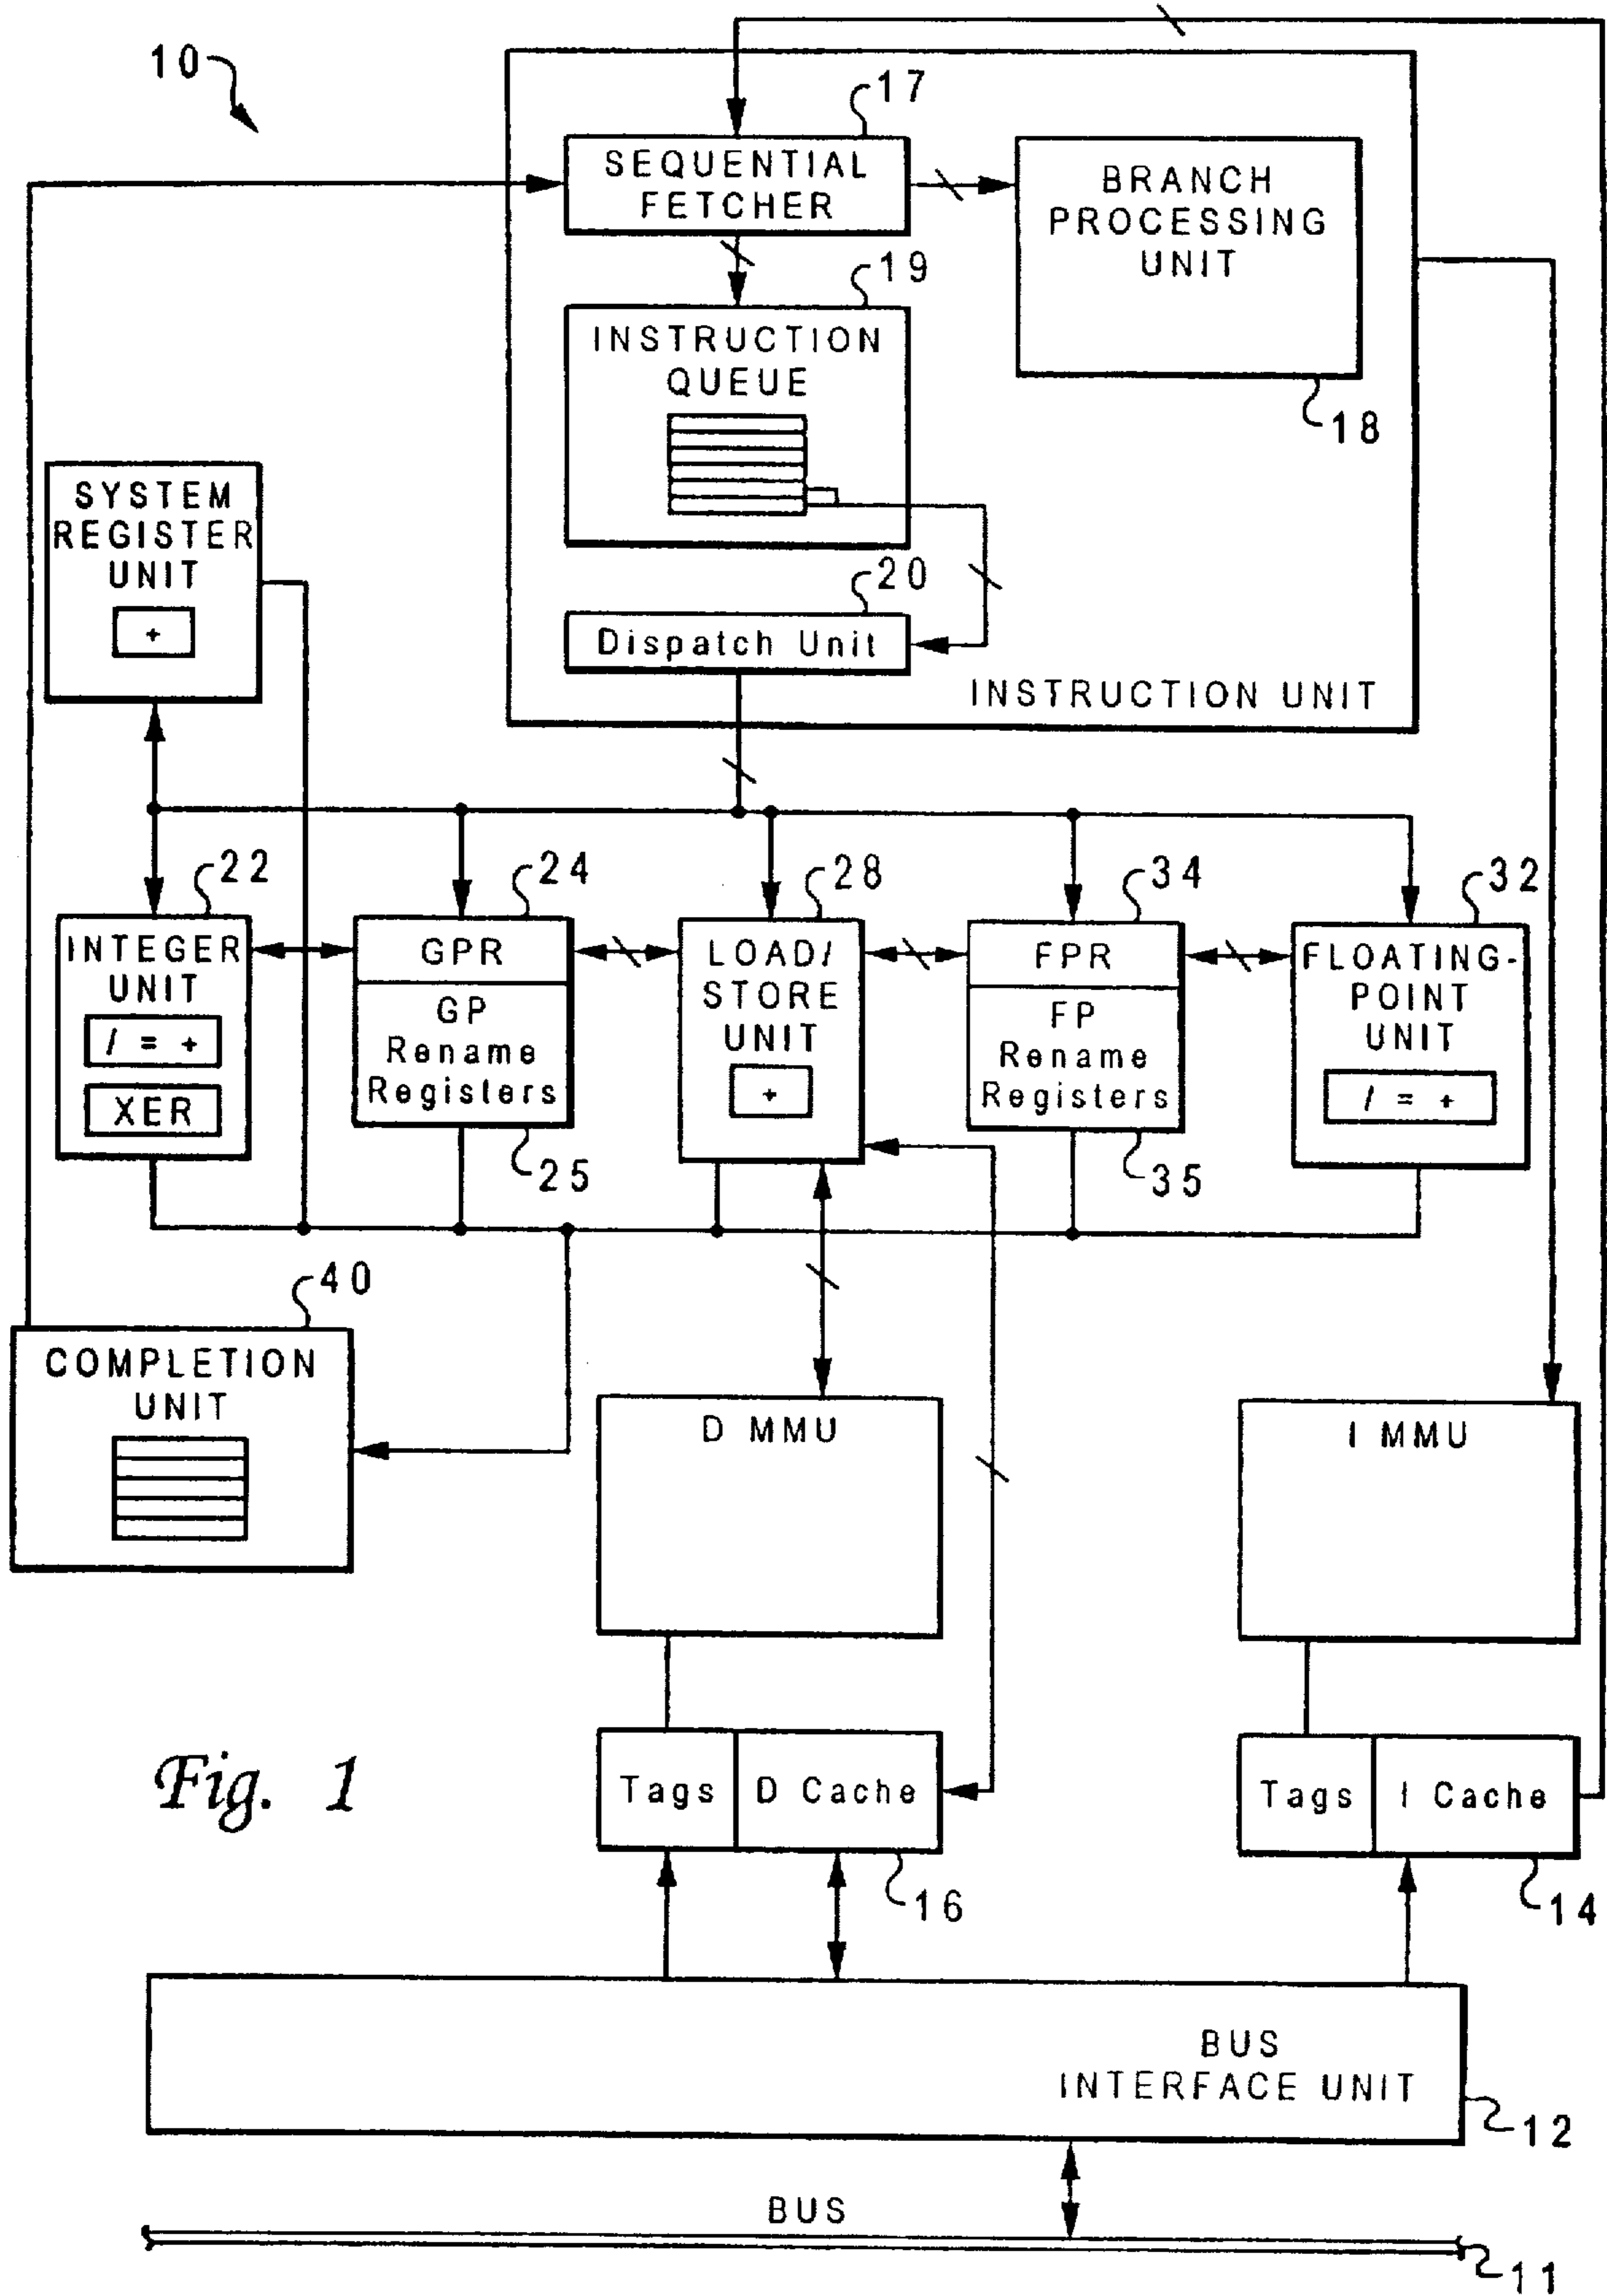 10
17
SEQUENTIAL
FETCHER
BRANCH
PROCESSING
UNIT
18
19
INSTRUCTION
QUEUE
20
Dispatch Unit
INSTRUCTION UNIT
SYSTEM
REGISTER
UNIT
+
22
INTEGER
UNIT
/ = +
XER
24
GPR
GP
Rename
Registers
25
28
LOAD/
STORE
UNIT
+
34
FPR
FP
Rename
Registers
35
32
FLOATING-
POINT
UNIT
/ = +
40
COMPLETION
UNIT
D MMU
I MMU
Tags
D Cache
16
Tags
I Cache
14
Fig. 1
BUS
INTERFACE UNIT
12
BUS
11